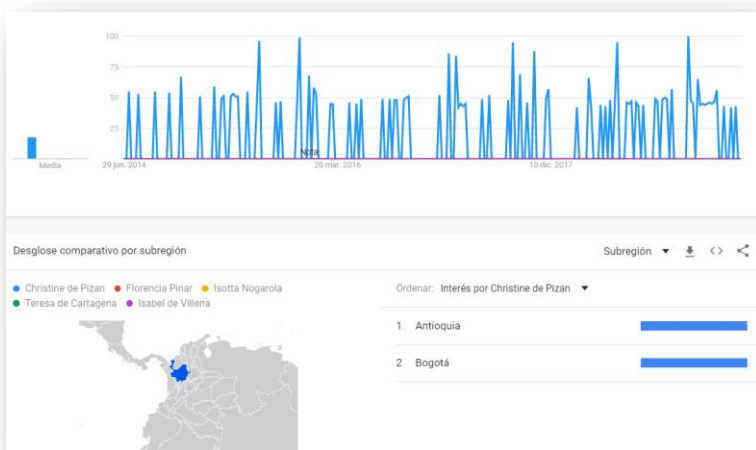 100
75
50
25
Nota
Media
29 jun. 2014
20 mar. 2016
10 dic. 2017
Desglose comparativo por subregión
Subregión
Christine de Pizan Florencia Pinar Isotta Nogarola
Teresa de Cartagena Isabel de Villena
Ordenar: Interés por Christine de Pizan
1 Antioquia
2 Bogotá